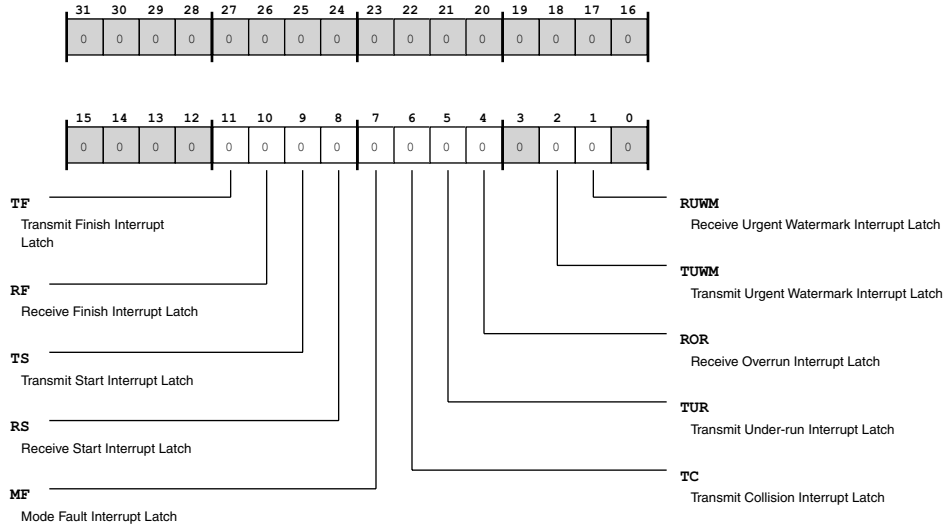 31 30 29 28 27 26 25 24 23 22 21 20 19 18 17 16
0 0 0 0 0 0 0 0 0 0 0 0 0 0 0 0
15 14 13 12 11 10 9 8 7 6 5 4 3 2 1 0
0 0 0 0 0 0 0 0 0 0 0 0 0 0 0 0
TF
Transmit Finish Interrupt
Latch
RF
Receive Finish Interrupt Latch
TS
Transmit Start Interrupt Latch
RS
Receive Start Interrupt Latch
MF
Mode Fault Interrupt Latch
RUWM
Receive Urgent Watermark Interrupt Latch
TUWM
Transmit Urgent Watermark Interrupt Latch
ROR
Receive Overrun Interrupt Latch
TUR
Transmit Under-run Interrupt Latch
TC
Transmit Collision Interrupt Latch